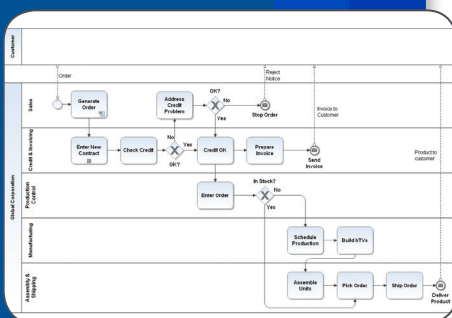 Customer
Order
Reject
Notice
Invoice to
Customer
Product to
customer
Global Corporation
Sales
Generate
Order
Address
Credit
Problem
OK?
No
Yes
Stop Order
Credit & Invoicing
Enter New
Contract
Check Credit
No
Yes
OK?
Credit OK
Prepare
Invoice
Send
Invoice
Production
Control
Enter Order
In Stock?
No
Yes
Manufacturing
Schedule
Production
Build hTVs
Assembly &
Shipping
Assemble
Units
Pick Order
Ship Order
Deliver
Product